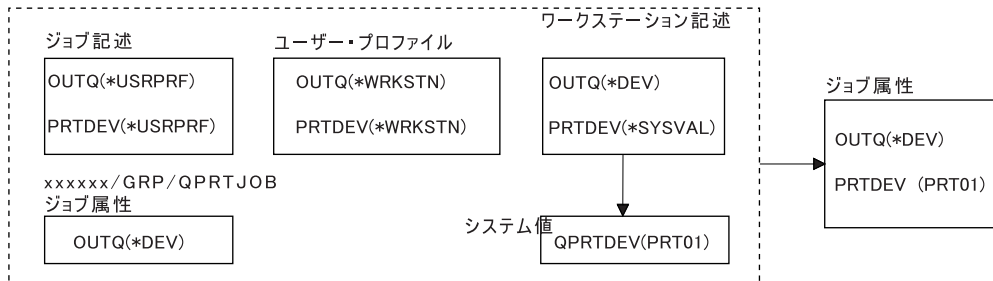 ジョブ記述
OUTQ(*USRPRF)
PRTDEV(*USRPRF)
ユーザー・プロファイル
OUTQ(*WRKSTN)
PRTDEV(*WRKSTN)
ワークステーション記述
OUTQ(*DEV)
PRTDEV(*SYSVAL)
xxxxxx/GRP/QPRTJOB
ジョブ属性
OUTQ(*DEV)
システム値
QPRTDEV(PRT01)
ジョブ属性
OUTQ(*DEV)
PRTDEV (PRT01)